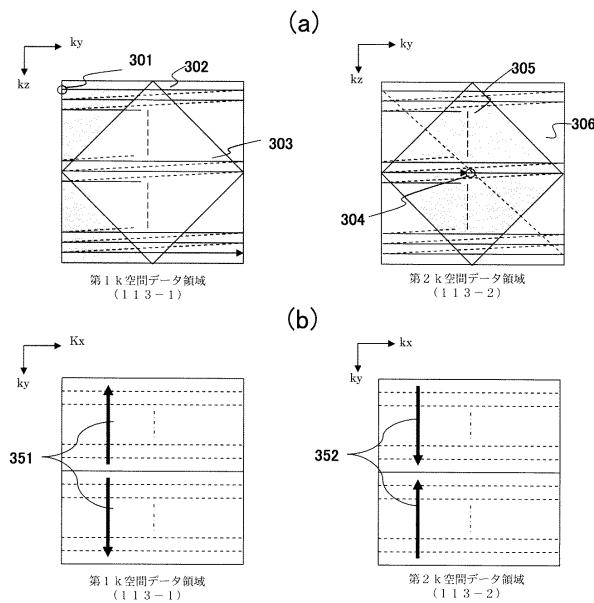 (a)
ky
kz
301
302
303
第1k空間データ領域
(113-1)
ky
kz
305
306
304
第2k空間データ領域
(113-2)
(b)
Kx
ky
351
第1k空間データ領域
(113-1)
kx
ky
352
第2k空間データ領域
(113-2)